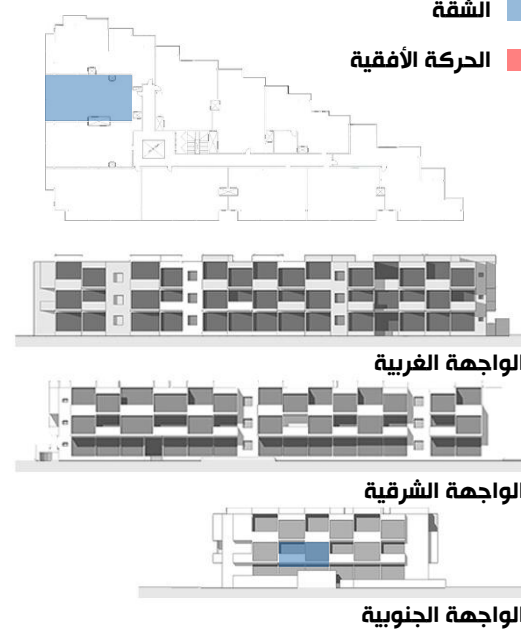 الشقة
الحركة الأفقية
الواجهة الغربية
الواجهة الشرقية
الواجهة الجنوبية